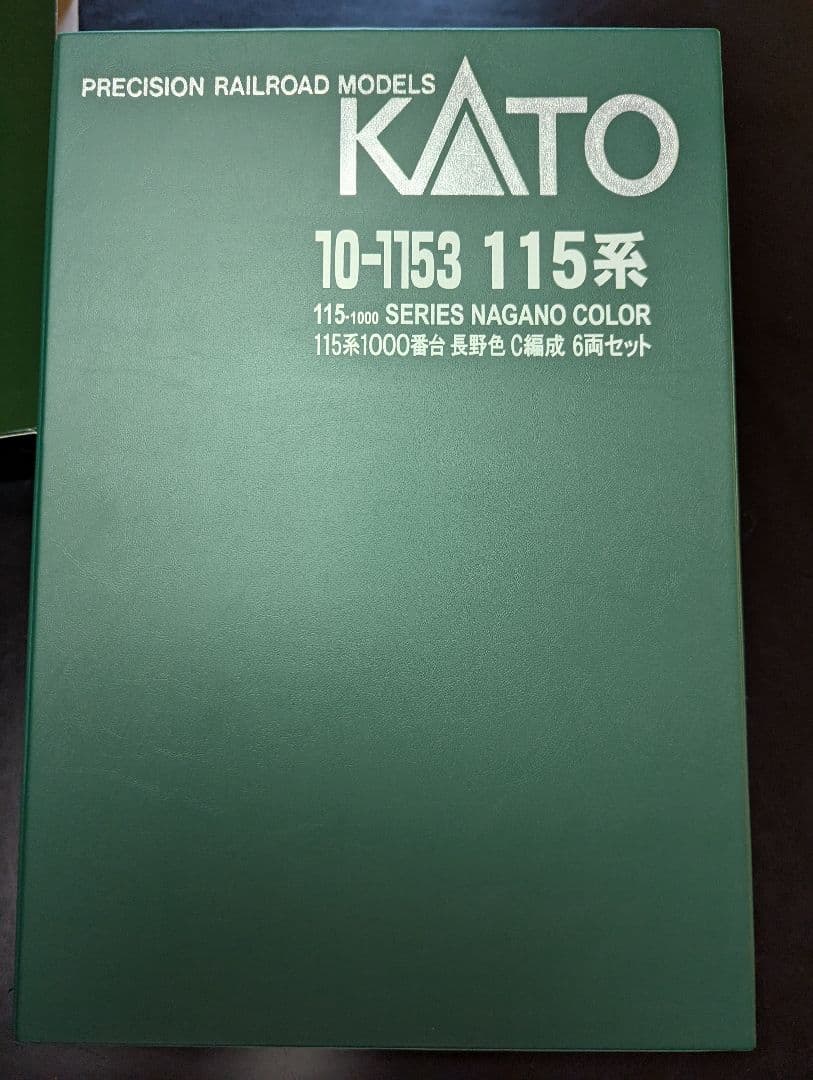 PRECISION RAILROAD MODELS
KATO
10-1153 115系
115-1000 SERIES NAGANO COLOR
115系1000番台 長野色 C編成 6両セット